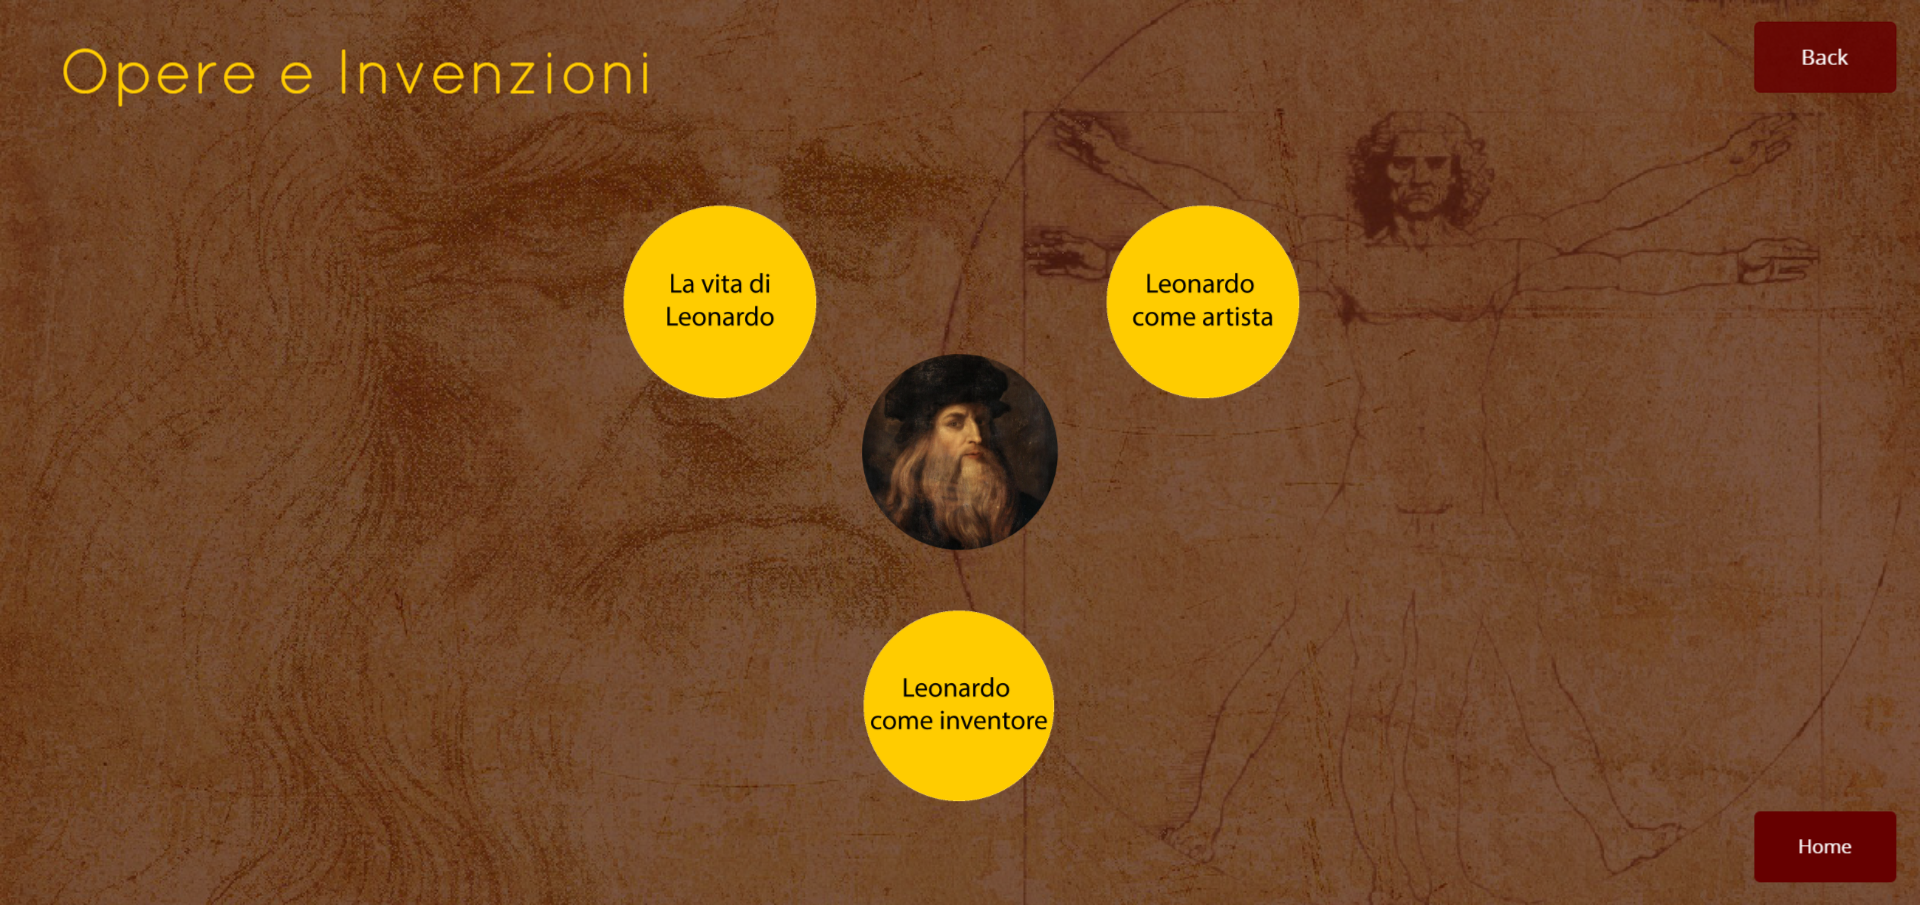 Opere e Invenzioni
Back
La vita di
Leonardo
Leonardo
come artista
Leonardo
come inventore
Home